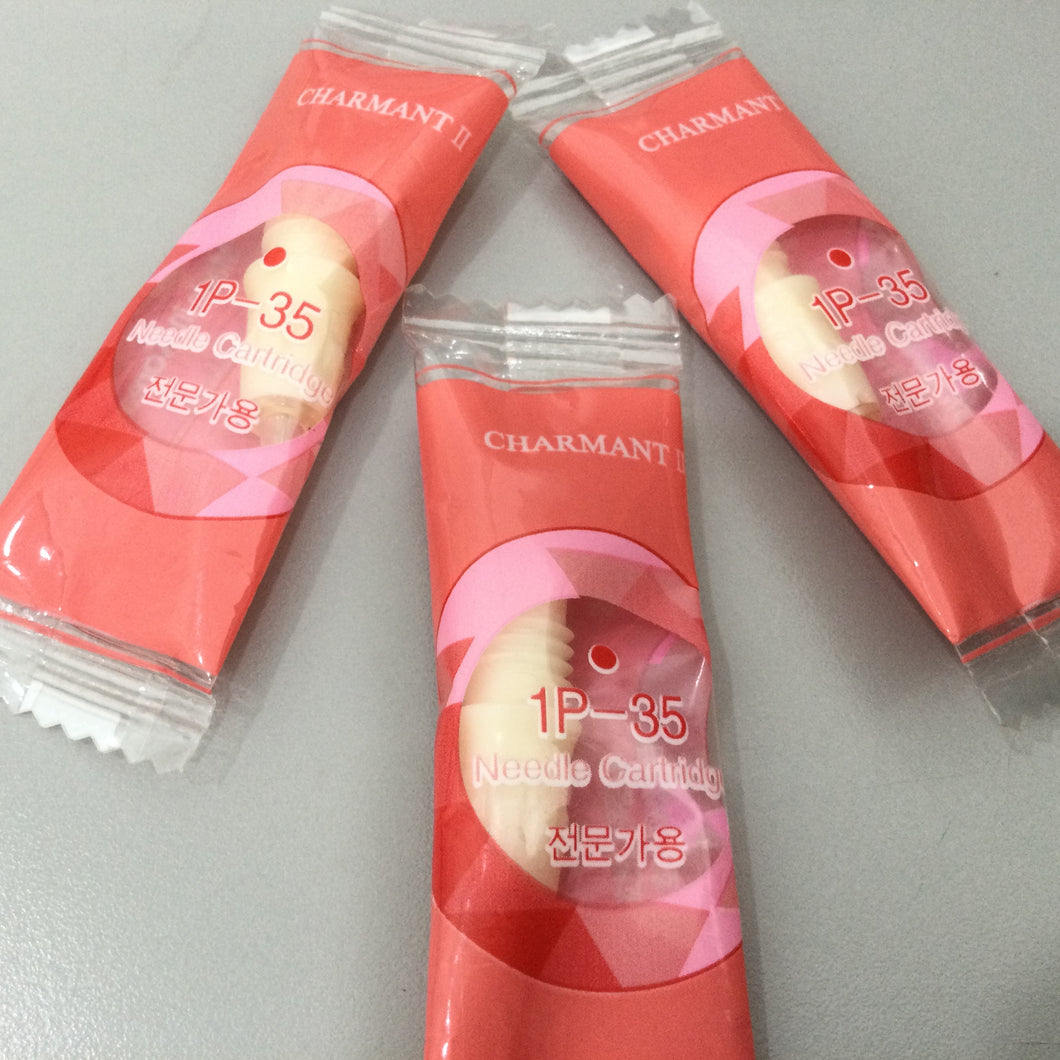 CHARMANT II
1P-35
Needle Cartridge
전문가용
CHARMANT
1P-35
Needle Cartridge
전문가용
CHARMANT II
1P-35
Needle Cartridge
전문가용